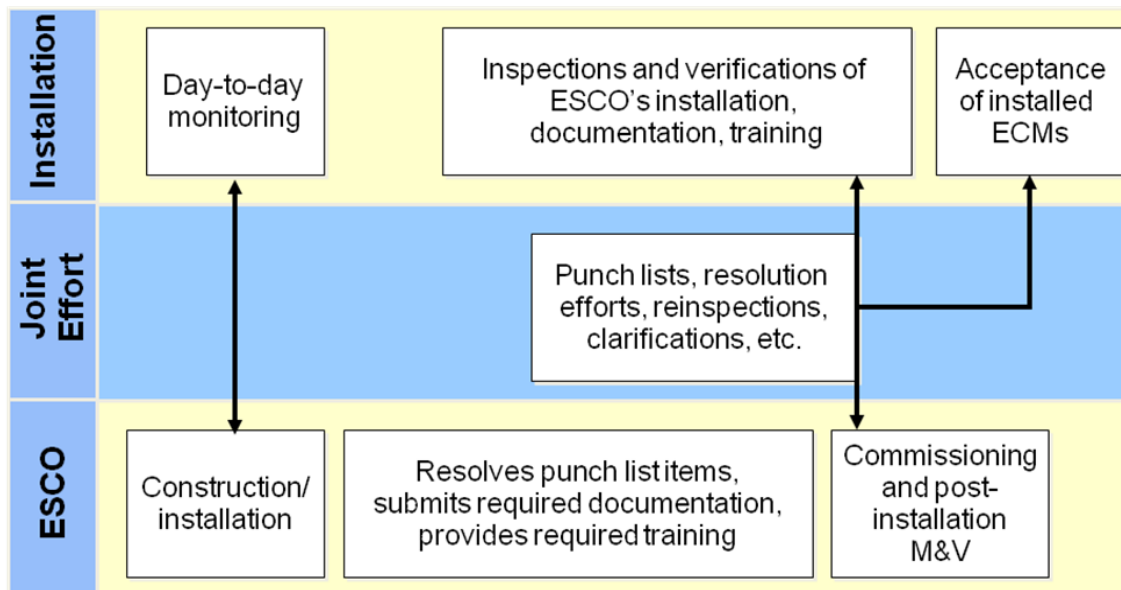 Installation
Day-to-day
monitoring
Inspections and verifications of
ESCO's installation,
documentation, training
Acceptance
of installed
ECMs
Joint
Effort
Punch lists, resolution
efforts, reinspections,
clarifications, etc.
ESCO
Construction/
installation
Resolves punch list items,
submits required documentation,
provides required training
Commissioning
and post-
installation
M&V